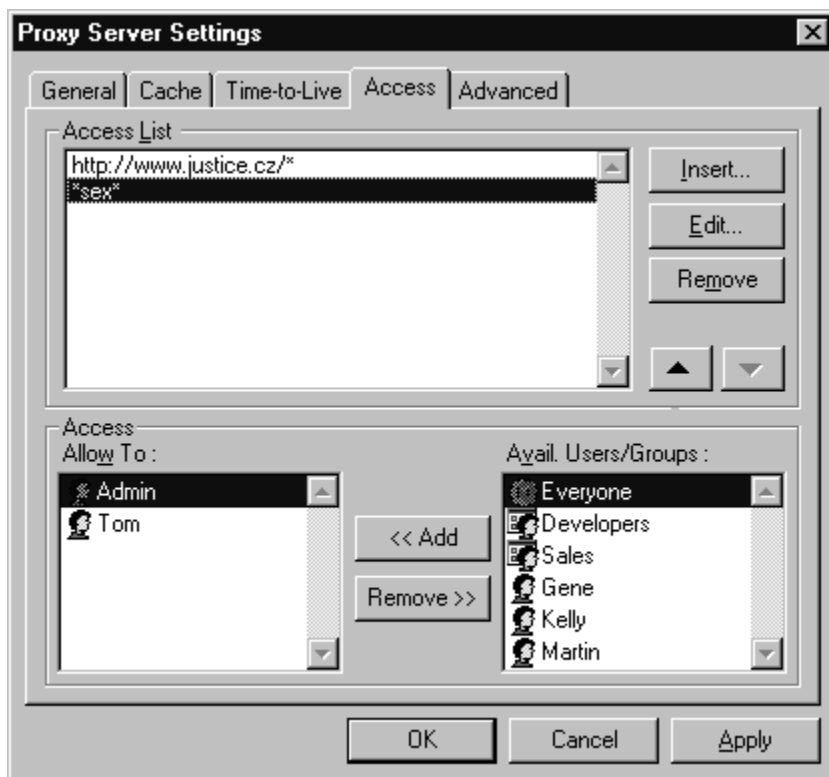 Proxy Server Settings
General Cache Time-to-Live Access Advanced
Access List
http://www.justice.cz/*
*sex*
Insert...
Edit...
Remove
Access
Allow To :
Admin
Tom
<< Add
Remove >>
Avail. Users/Groups :
Everyone
Developers
Sales
Gene
Kelly
Martin
OK Cancel Apply